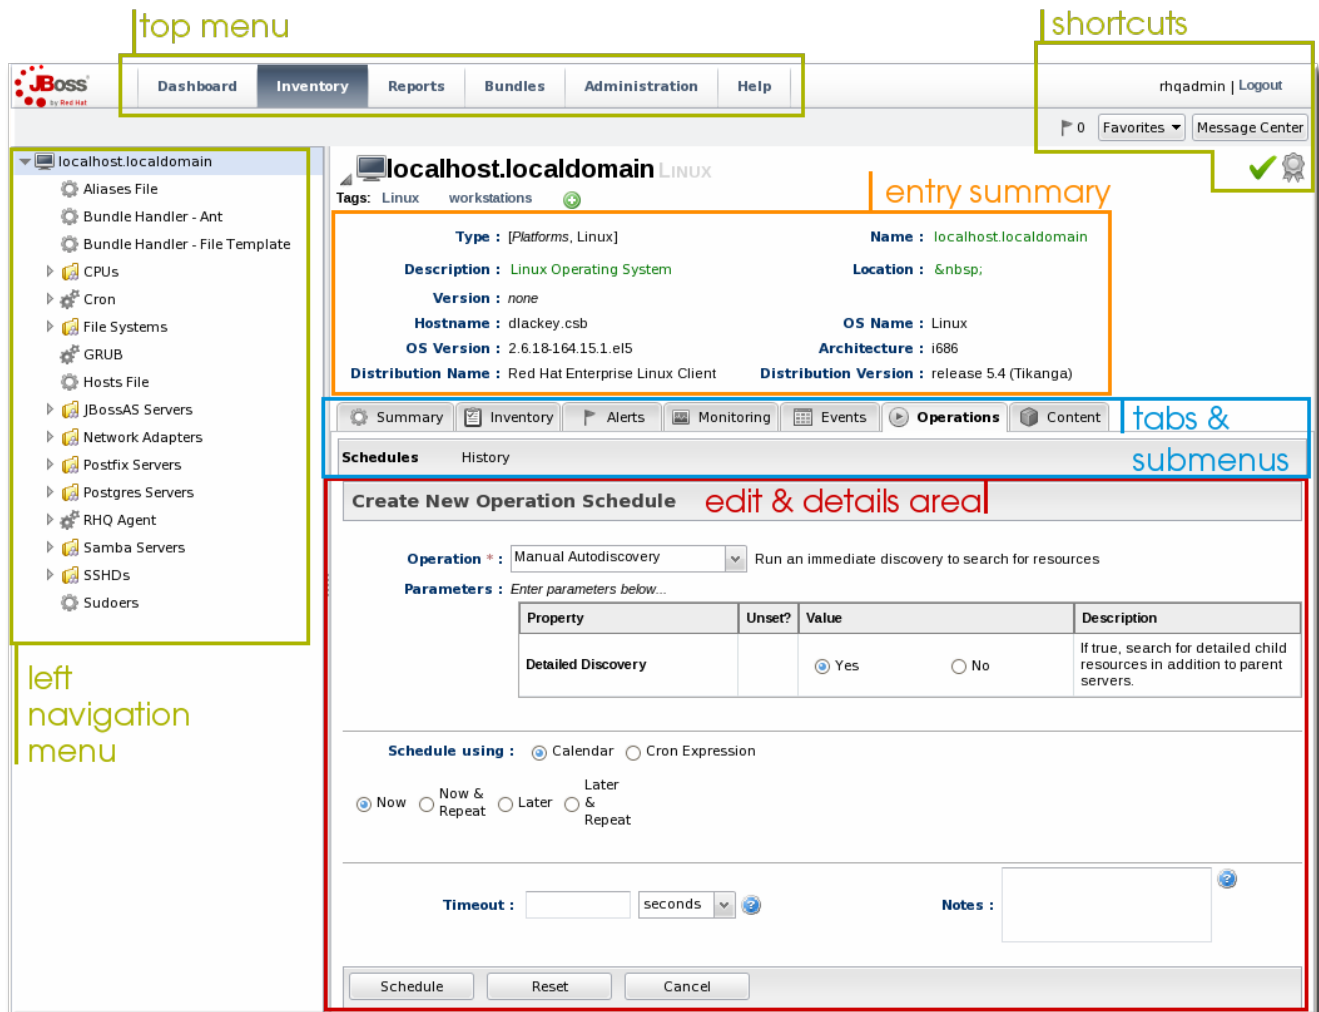 top menu
shortcuts
JBoss
by Red Hat
Dashboard
Inventory
Reports
Bundles
Administration
Help
rhqadmin | Logout
0
Favorites
Message Center
localhost.localdomain
Aliases File
Bundle Handler - Ant
Bundle Handler - File Template
CPUs
Cron
File Systems
GRUB
Hosts File
JBossAS Servers
Network Adapters
Postfix Servers
Postgres Servers
RHQ Agent
Samba Servers
SSHDs
Sudoers
left
navigation
menu
localhost.localdomain LINUX
Tags: Linux workstations
entry summary
Type : [Platforms, Linux]
Name : localhost.localdomain
Description : Linux Operating System
Location : &nbsp;
Version : none
Hostname : dlackey.csb
OS Name : Linux
OS Version : 2.6.18-164.15.1.el5
Architecture : i686
Distribution Name : Red Hat Enterprise Linux Client
Distribution Version : release 5.4 (Tikanga)
Summary
Inventory
Alerts
Monitoring
Events
Operations
Content
tabs &
submenus
Schedules
History
Create New Operation Schedule
edit & details area
Operation * : Manual Autodiscovery Run an immediate discovery to search for resources
Parameters : Enter parameters below...
Property Unset? Value Description
Detailed Discovery Yes No
If true, search for detailed child
resources in addition to parent
servers.
Schedule using : Calendar Cron Expression
Now
Now &
Repeat
Later
Later
&
Repeat
Timeout : seconds
Notes :
Schedule
Reset
Cancel